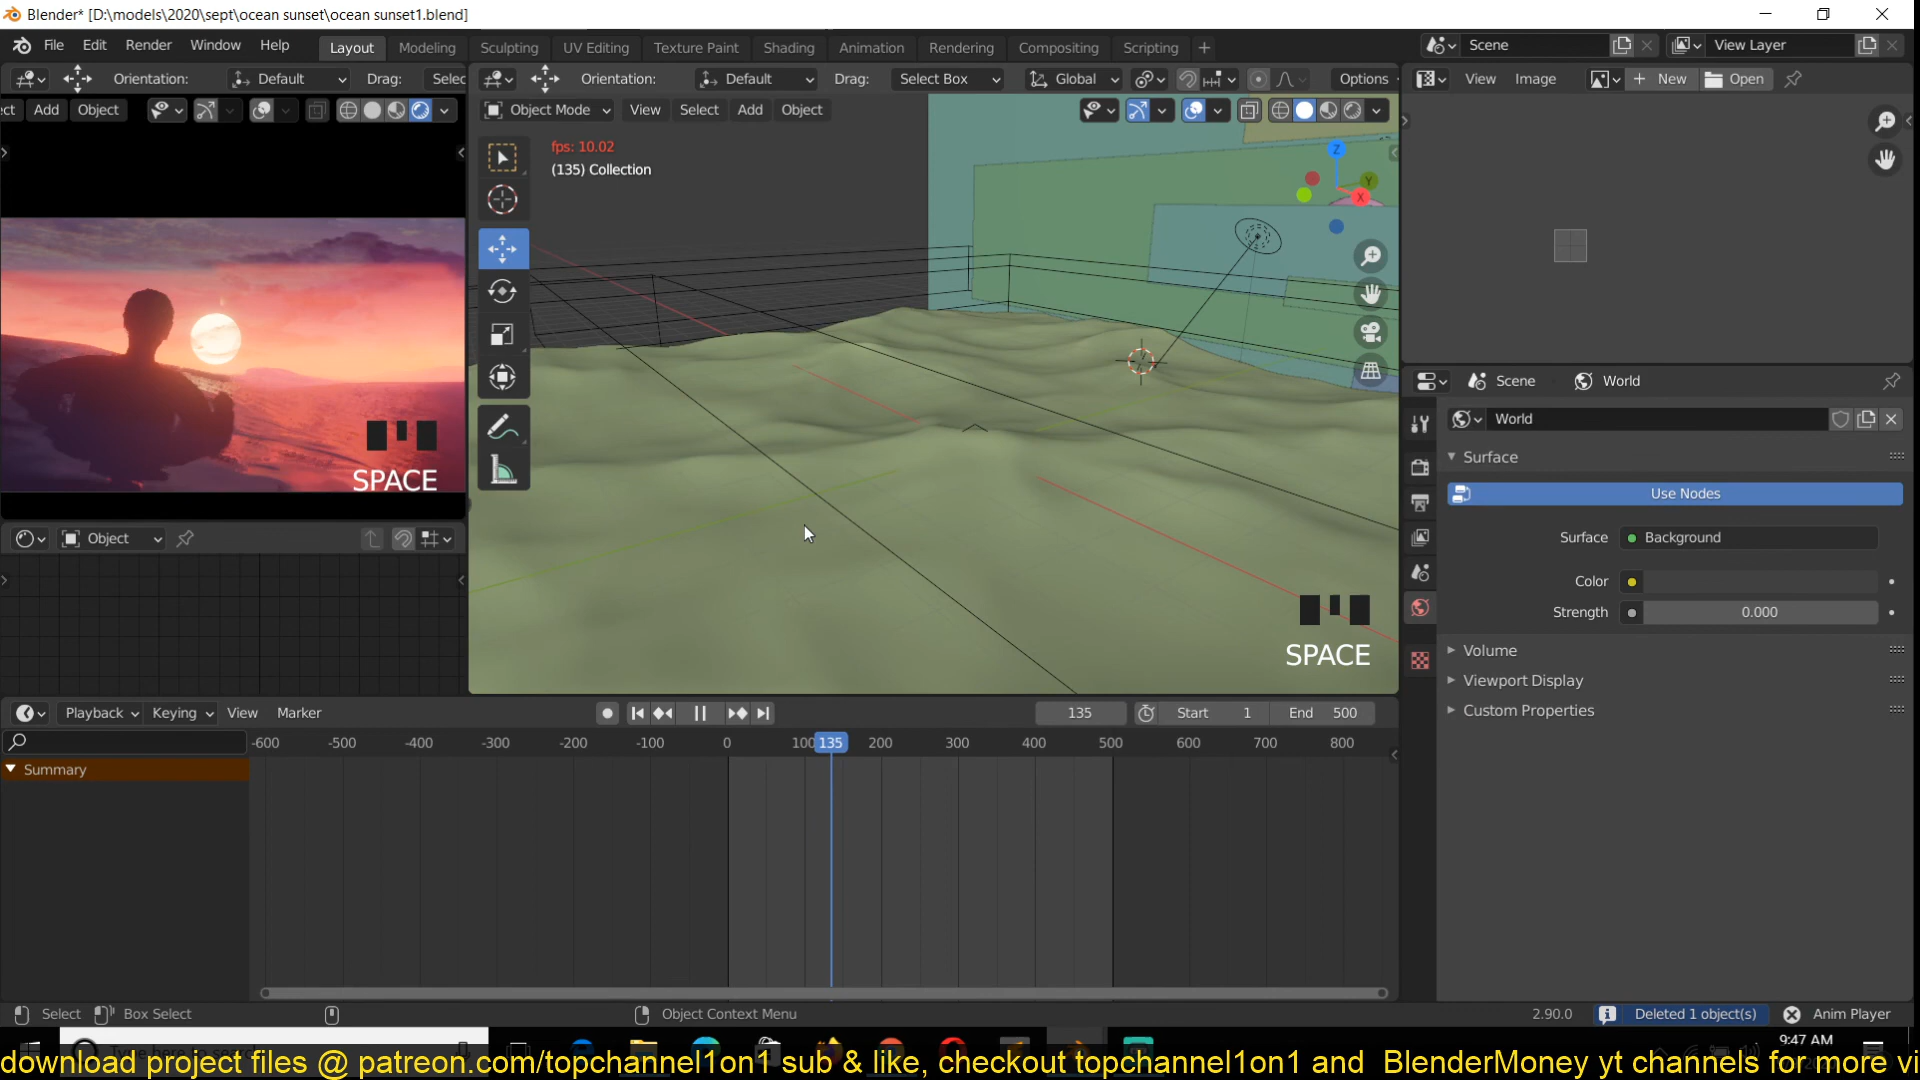 Blender* [D:\models\2020\sept\ocean sunset\ocean sunset1.blend]
File Edit Render Window Help Layout Modeling Sculpting UV Editing Texture Paint Shading Animation Rendering Compositing Scripting Scene View Layer
Orientation: Default Drag: Selec Orientation: Default Drag: Select Box Global Options View Image New Open
ct Add Object Object Mode View Select Add Object
fps: 10.02
(135) Collection
Z
Y
X
Scene World
World
Surface
SPACE
Use Nodes
Object
Surface Background
Color
Strength 0.000
SPACE
Volume
Viewport Display
Custom Properties
Playback Keying View Marker 135 Start 1 End 500
-600 -500 -400 -300 -200 -100 0 100 135 200 300 400 500 600 700 800
Summary
Select Box Select Object Context Menu 2.90.0 Deleted 1 object(s) Anim Player
9:47 AM
download project files @ patreon.com/topchannel1on1 sub & like, checkout topchannel1on1 and BlenderMoney yt channels for more vi